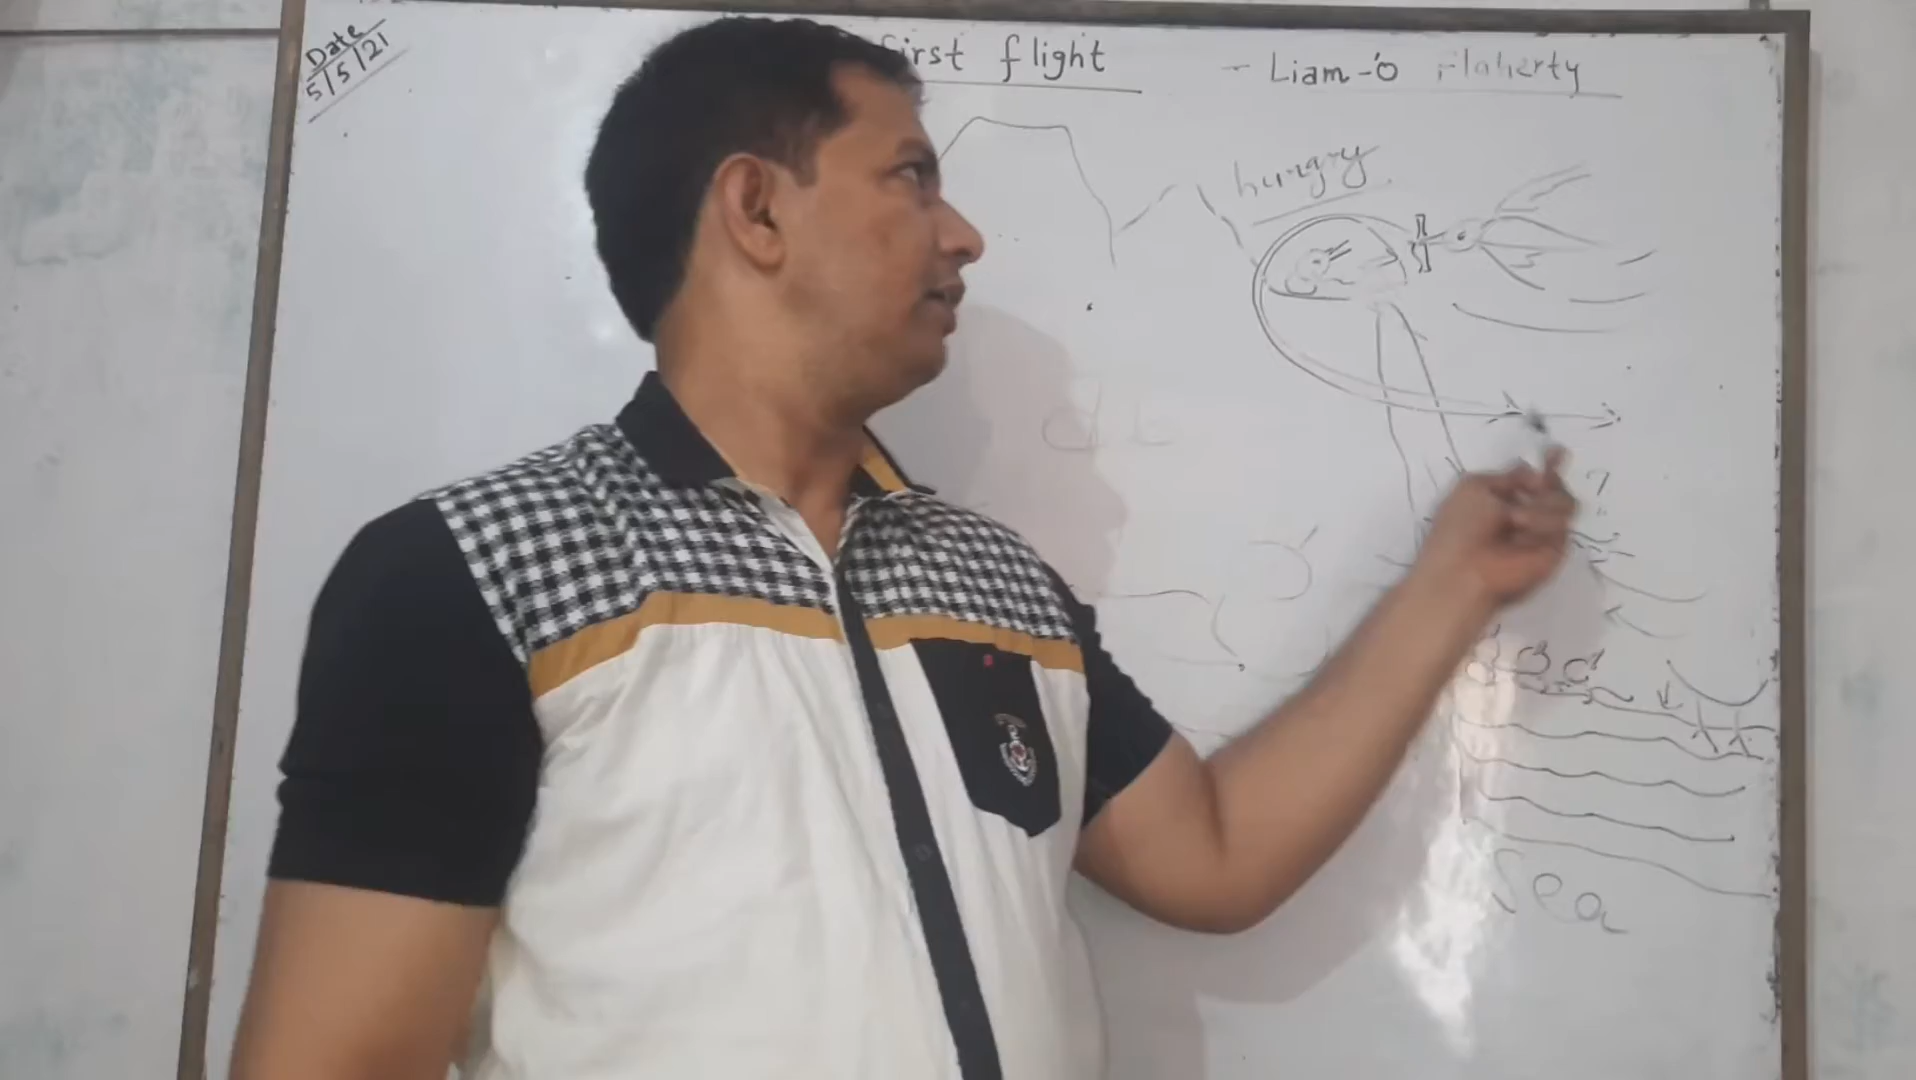 Date
5/5/21
first flight - Liam-'O Flaherty
hungry
?
Sea